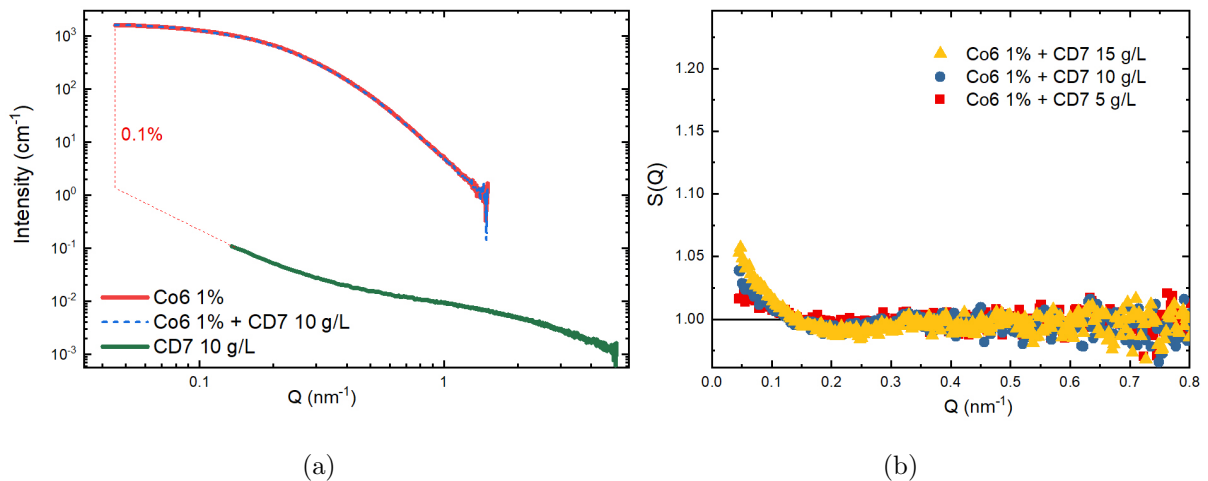 10³
10²
10¹
10⁰
10⁻¹
10⁻²
10⁻³
Intensity (cm⁻¹)
0.1%
Co6 1%
Co6 1% + CD7 10 g/L
CD7 10 g/L
0.1
1
Q (nm⁻¹)
(a)
1.20
1.15
1.10
1.05
1.00
S(Q)
Co6 1% + CD7 15 g/L
Co6 1% + CD7 10 g/L
Co6 1% + CD7 5 g/L
0.0 0.1 0.2 0.3 0.4 0.5 0.6 0.7 0.8
Q (nm⁻¹)
(b)